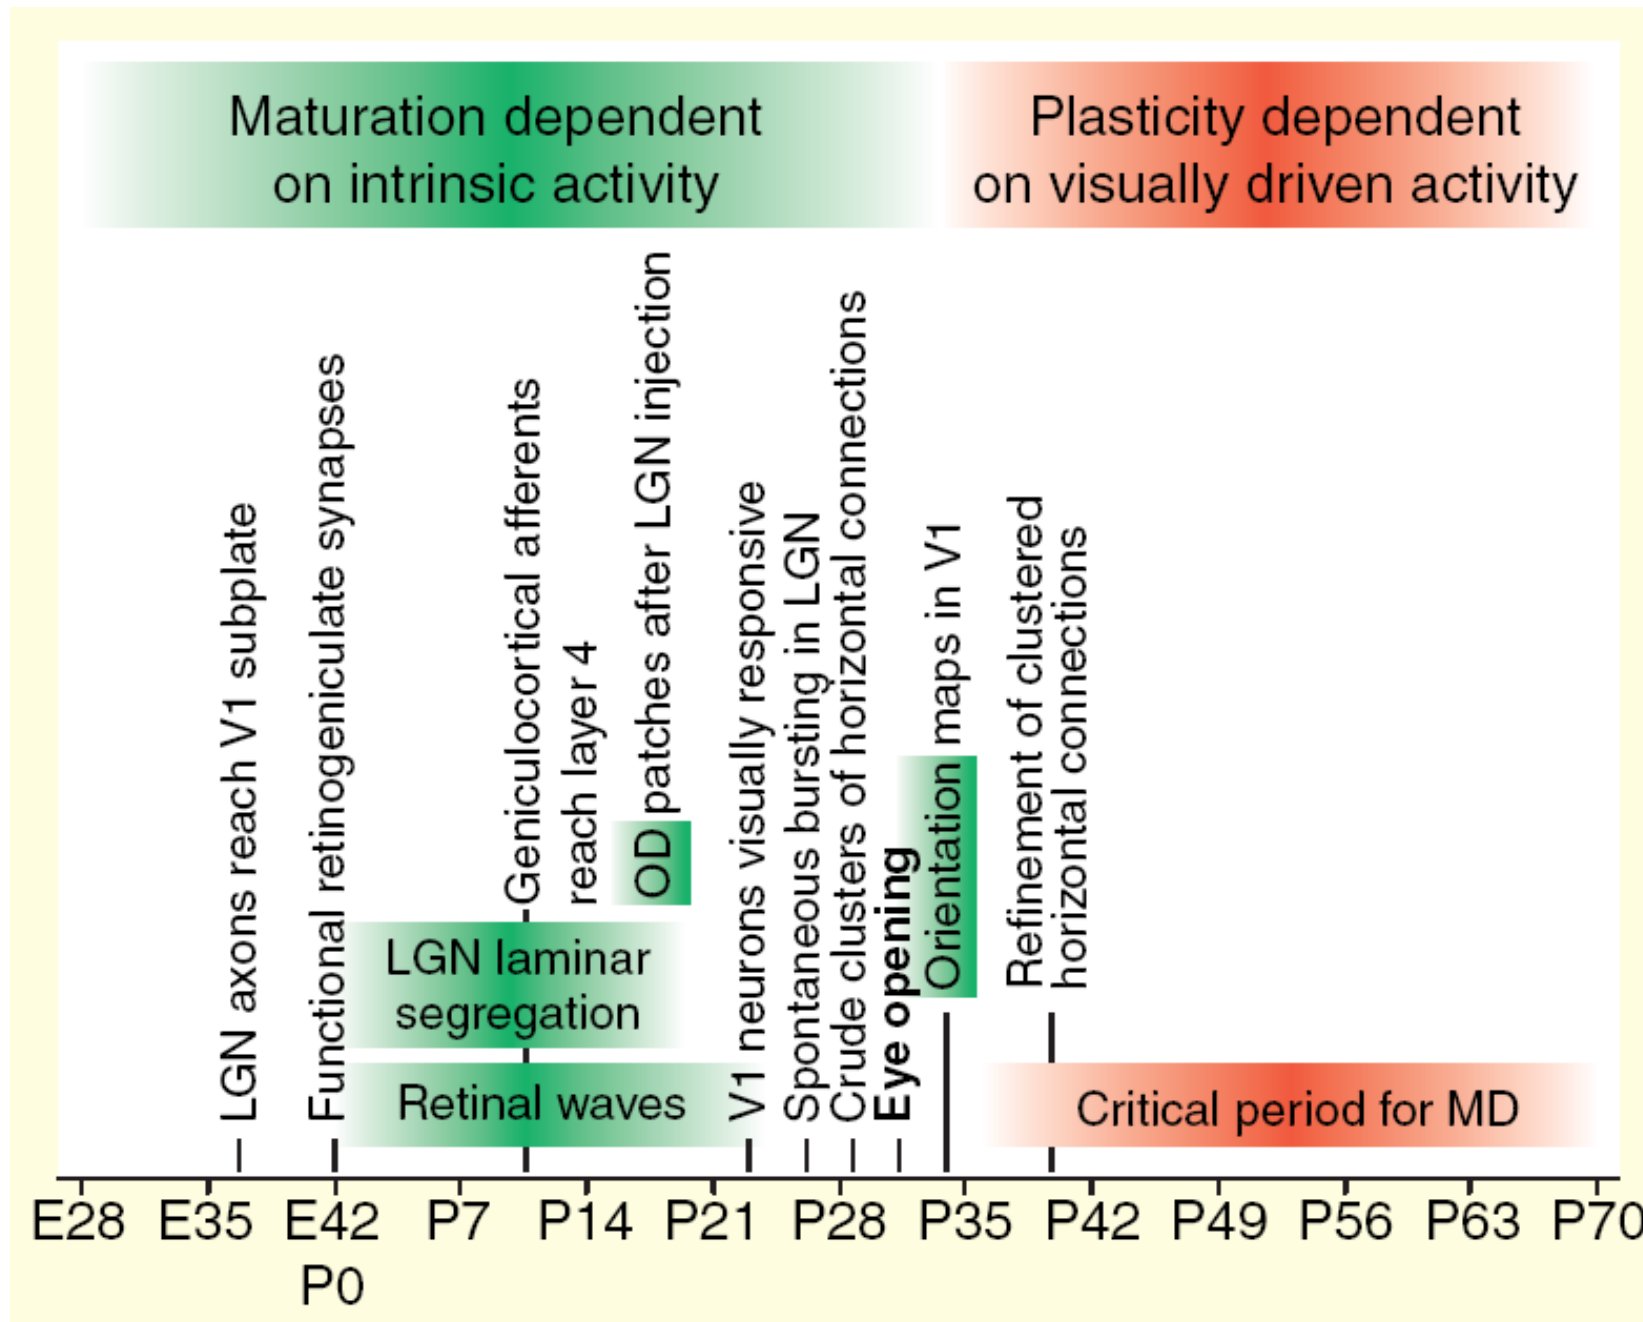 Maturation dependent
on intrinsic activity
Plasticity dependent
on visually driven activity
LGN axons reach V1 subplate
Functional retinogeniculate synapses
Geniculocortical afferents
reach layer 4
OD patches after LGN injection
V1 neurons visually responsive
Spontaneous bursting in LGN
Crude clusters of horizontal connections
Eye opening
Orientation maps in V1
Refinement of clustered
horizontal connections
LGN laminar
segregation
Retinal waves
Critical period for MD
E28 E35 E42 P7 P14 P21 P28 P35 P42 P49 P56 P63 P70
P0